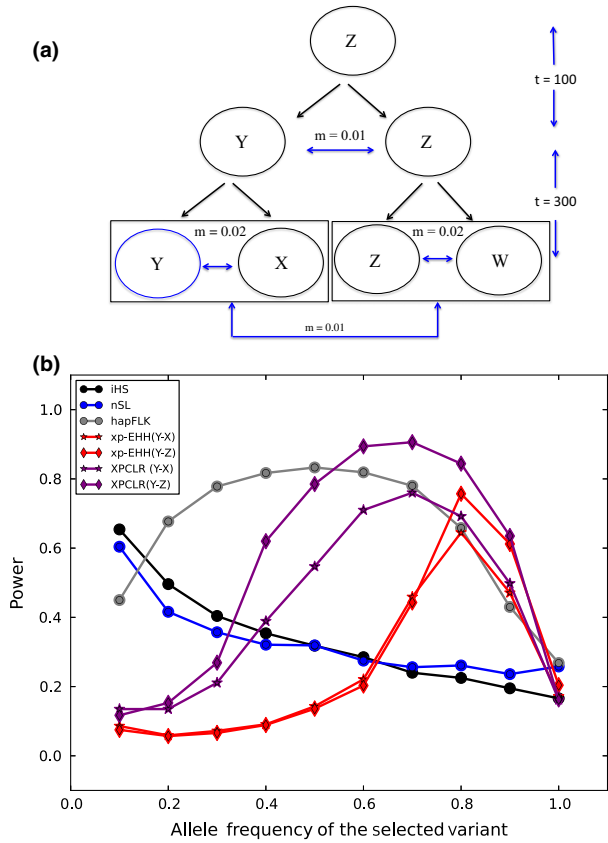 (a)
Z
t = 100
Y
m = 0.01
Z
t = 300
m = 0.02
m = 0.02
Y
X
Z
W
m = 0.01
(b)
iHS
nSL
hapFLK
xp-EHH(Y-X)
xp-EHH(Y-Z)
XPCLR (Y-X)
XPCLR(Y-Z)
1.0
0.8
0.6
0.4
0.2
0.0
Power
0.0 0.2 0.4 0.6 0.8 1.0
Allele frequency of the selected variant